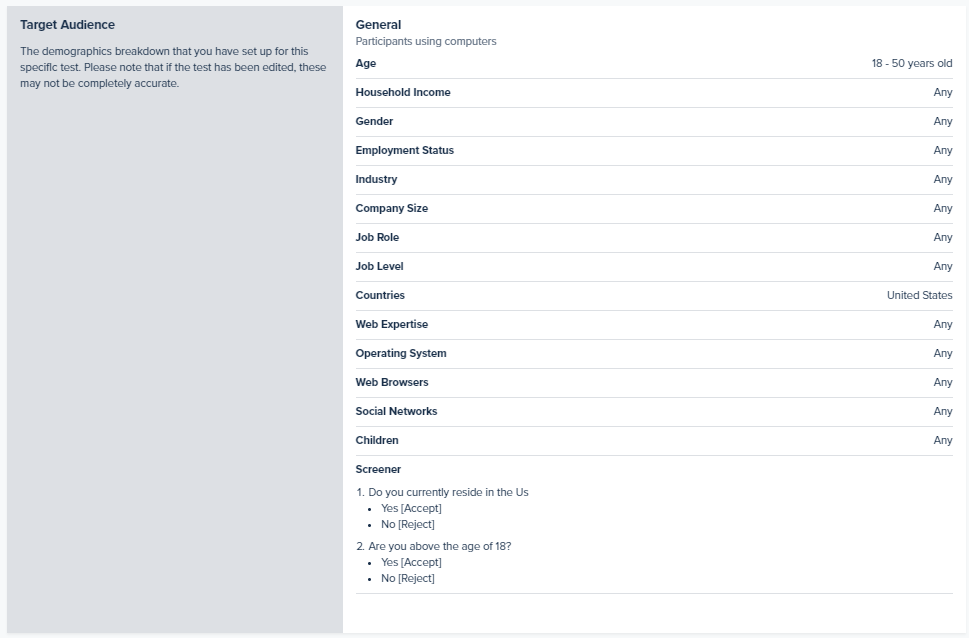 Target Audience
The demographics breakdown that you have set up for this
specific test. Please note that if the test has been edited, these
may not be completely accurate.
General
Participants using computers
Age 18 - 50 years old
Household Income Any
Gender Any
Employment Status Any
Industry Any
Company Size Any
Job Role Any
Job Level Any
Countries United States
Web Expertise Any
Operating System Any
Web Browsers Any
Social Networks Any
Children Any
Screener
1. Do you currently reside in the Us
• Yes [Accept]
• No [Reject]
2. Are you above the age of 18?
• Yes [Accept]
• No [Reject]